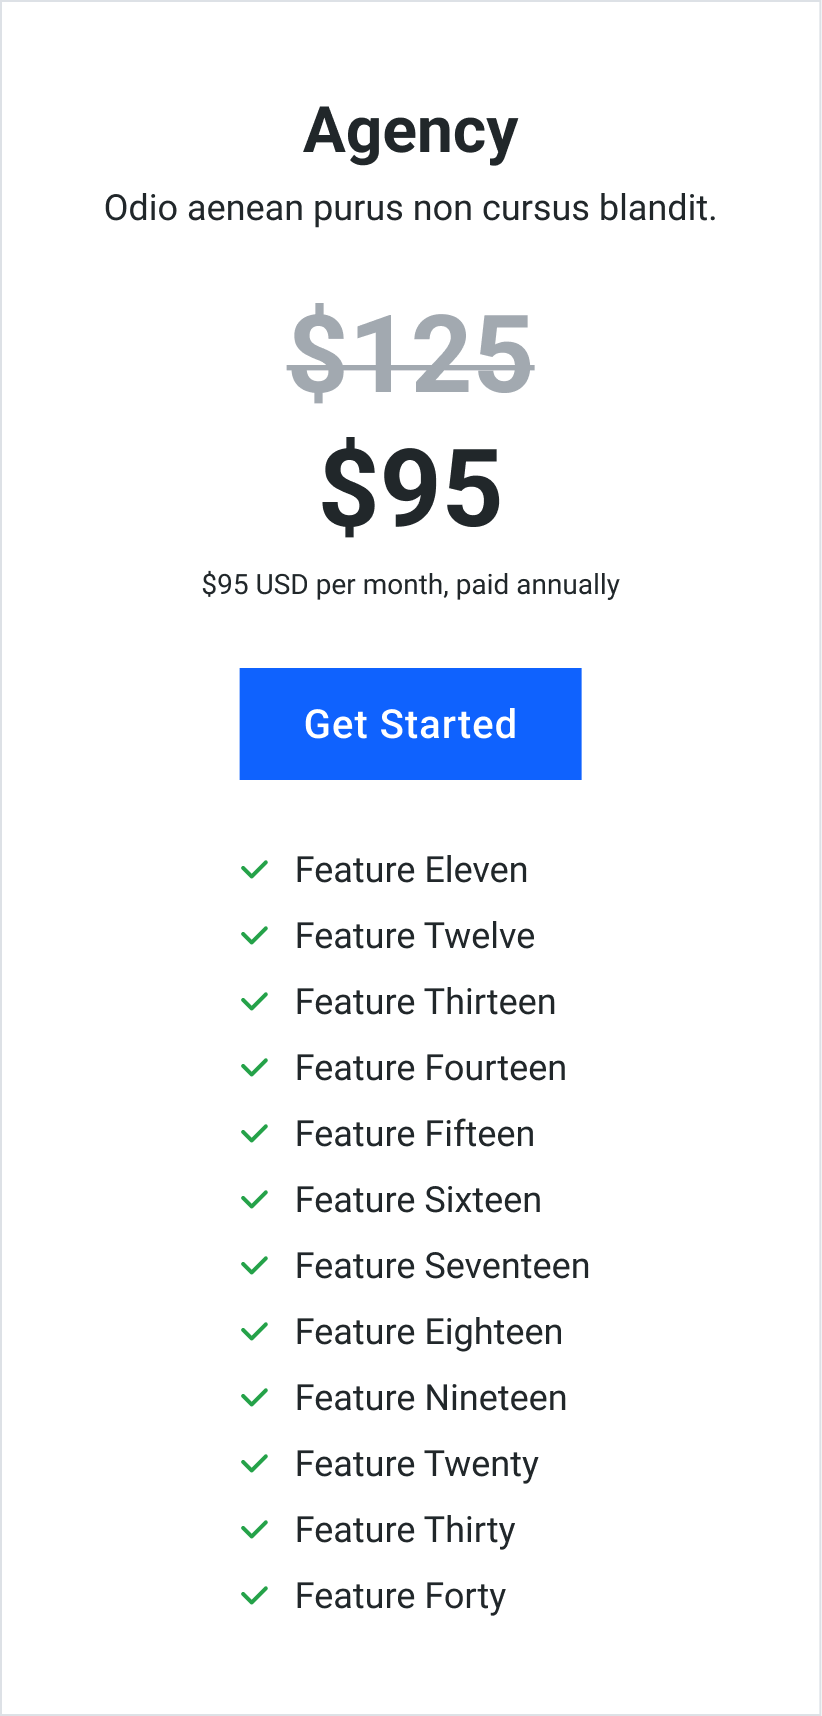 Agency
Odio aenean purus non cursus blandit.
$125
$95
$95 USD per month, paid annually
Get Started
Feature Eleven
Feature Twelve
Feature Thirteen
Feature Fourteen
Feature Fifteen
Feature Sixteen
Feature Seventeen
Feature Eighteen
Feature Nineteen
Feature Twenty
Feature Thirty
Feature Forty